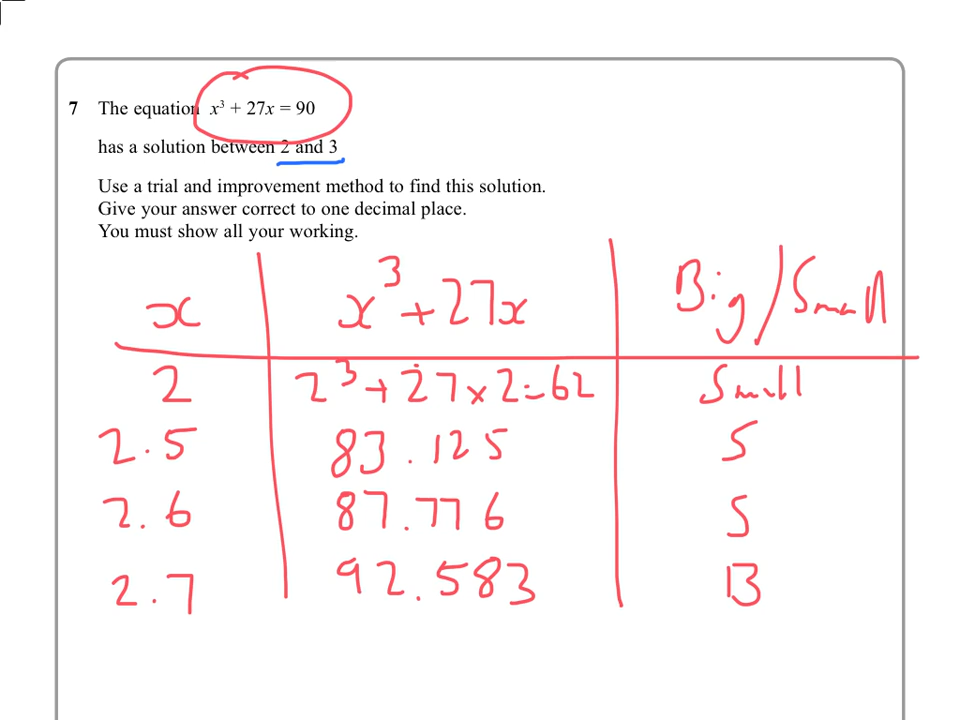 7 The equation x³ + 27x = 90
has a solution between 2 and 3
Use a trial and improvement method to find this solution.
Give your answer correct to one decimal place.
You must show all your working.
x x³+27x Big/Small
2 2³+27×2=62 Small
2.5 83.125 S
2.6 87.776 S
2.7 92.583 B